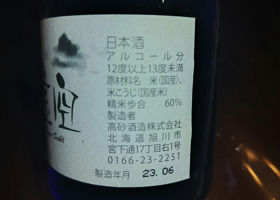 日本酒
アルコール分
12度以上13度未満
原材料名 米(国産)、
米こうじ(国産米)
精米歩合 60%
製造者
高砂酒造株式会社
北海道旭川市
宮下通17丁目右1号
0166-23-2251
製造年月 23.06